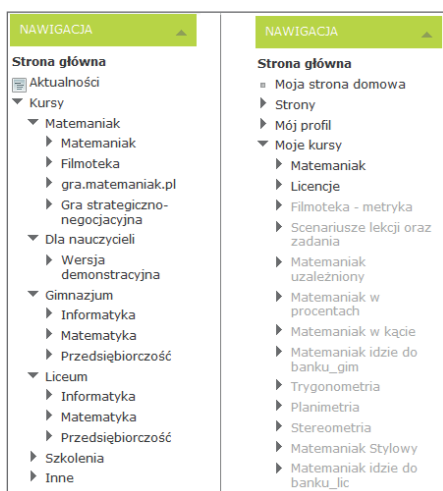 NAWIGACJA
Strona główna
Aktualności
Kursy
Matemaniak
Matemaniak
Filmoteka
gra.matemaniak.pl
Gra strategiczno-
negocjacyjna
Dla nauczycieli
Wersja
demonstracyjna
Gimnazjum
Informatyka
Matematyka
Przedsiębiorczość
Liceum
Informatyka
Matematyka
Przedsiębiorczość
Szkolenia
Inne
NAWIGACJA
Strona główna
Moja strona domowa
Strony
Mój profil
Moje kursy
Matemaniak
Licencje
Filmoteka - metryka
Scenariusze lekcji oraz
zadania
Matemaniak
uzależniony
Matemaniak w
procentach
Matemaniak w kącie
Matemaniak idzie do
banku_gim
Trygonometria
Planimetria
Stereometria
Matemaniak Stylowy
Matemaniak idzie do
banku_lic